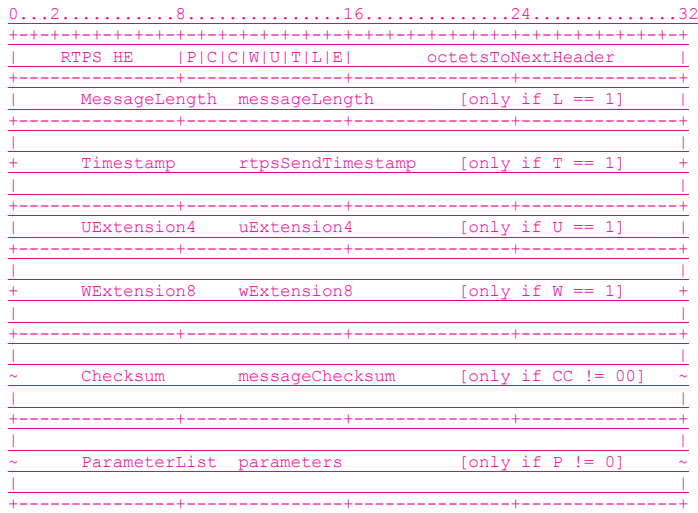 0...2...........8...............16..............24..............32
+-+-+-+-+-+-+-+-+-+-+-+-+-+-+-+-+-+-+-+-+-+-+-+-+-+-+-+-+-+-+-+-+
|    RTPS HE    |P|C|C|W|U|T|L|E|       octetsToNextHeader      |
+---------------+---------------+---------------+---------------+
|      MessageLength  messageLength        [only if L == 1]     |
+---------------+---------------+---------------+---------------+
|                                                               |
+      Timestamp      rtpsSendTimestamp    [only if T == 1]     +
|                                                               |
+---------------+---------------+---------------+---------------+
|      UExtension4    uExtension4          [only if U == 1]     |
+---------------+---------------+---------------+---------------+
|                                                               |
+      WExtension8    wExtension8          [only if W == 1]     +
|                                                               |
+---------------+---------------+---------------+---------------+
|                                                               |
~      Checksum       messageChecksum      [only if CC != 00]   ~
|                                                               |
+---------------+---------------+---------------+---------------+
|                                                               |
~      ParameterList  parameters           [only if P != 0]     ~
|                                                               |
+---------------+---------------+---------------+---------------+